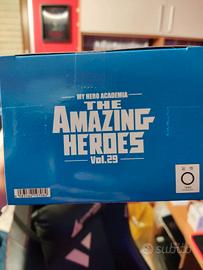 MY HERO ACADEMIA
THE
AMAZING
HEROES
Vol.29
subito